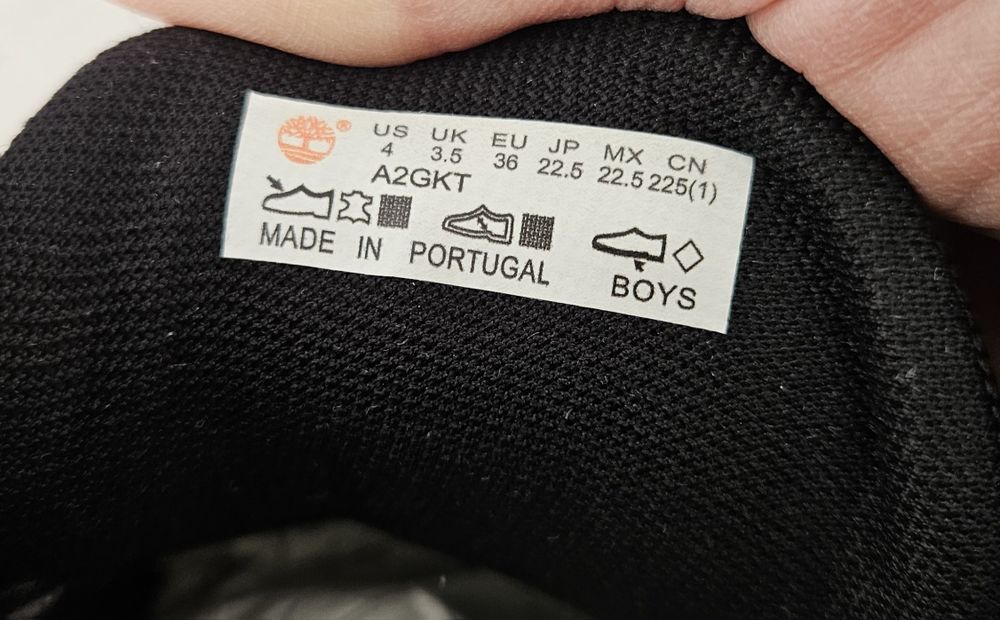 US UK EU JP MX CN
4 3.5 36 22.5 22.5 225(1)
A2GKT
MADE IN PORTUGAL BOYS